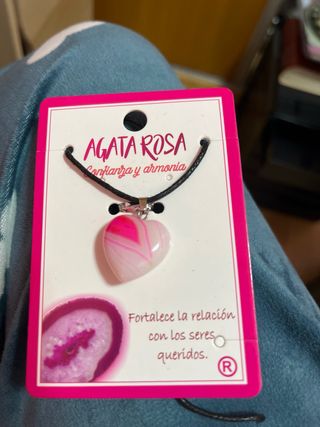 AGATA ROSA
Confianza y armonía
Fortalece la relación
con los seres
queridos.
®